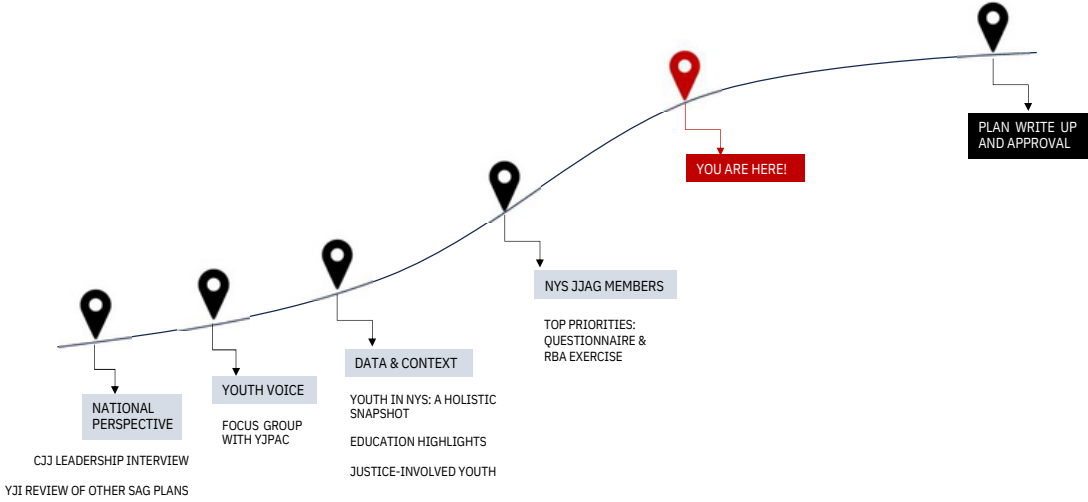 PLAN WRITE UP
AND APPROVAL
YOU ARE HERE!
NYS JJAG MEMBERS
TOP PRIORITIES:
QUESTIONNAIRE &
RBA EXERCISE
DATA & CONTEXT
YOUTH IN NYS: A HOLISTIC
SNAPSHOT
EDUCATION HIGHLIGHTS
JUSTICE-INVOLVED YOUTH
YOUTH VOICE
FOCUS GROUP
WITH YJPAC
NATIONAL
PERSPECTIVE
CJJ LEADERSHIP INTERVIEW
YJI REVIEW OF OTHER SAG PLANS